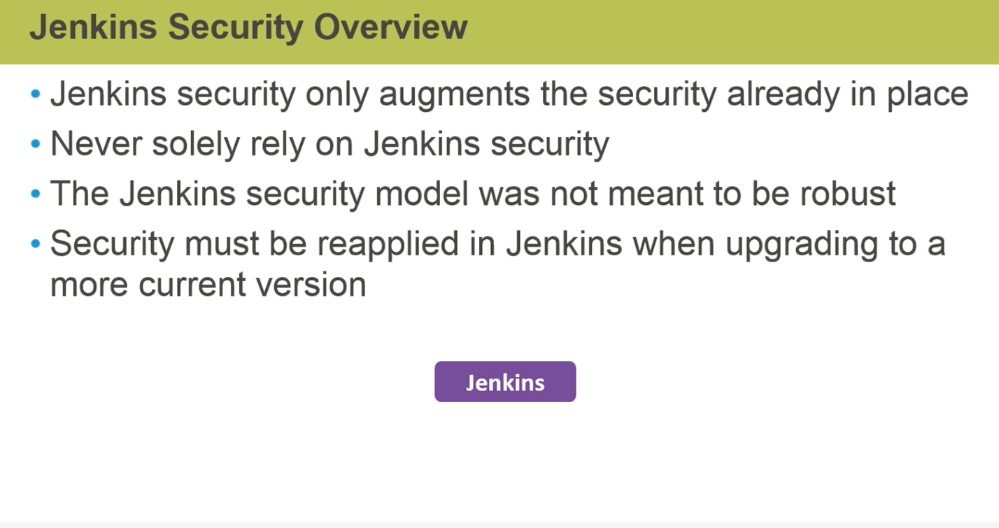 Jenkins Security Overview
• Jenkins security only augments the security already in place
• Never solely rely on Jenkins security
• The Jenkins security model was not meant to be robust
• Security must be reapplied in Jenkins when upgrading to a
more current version
Jenkins